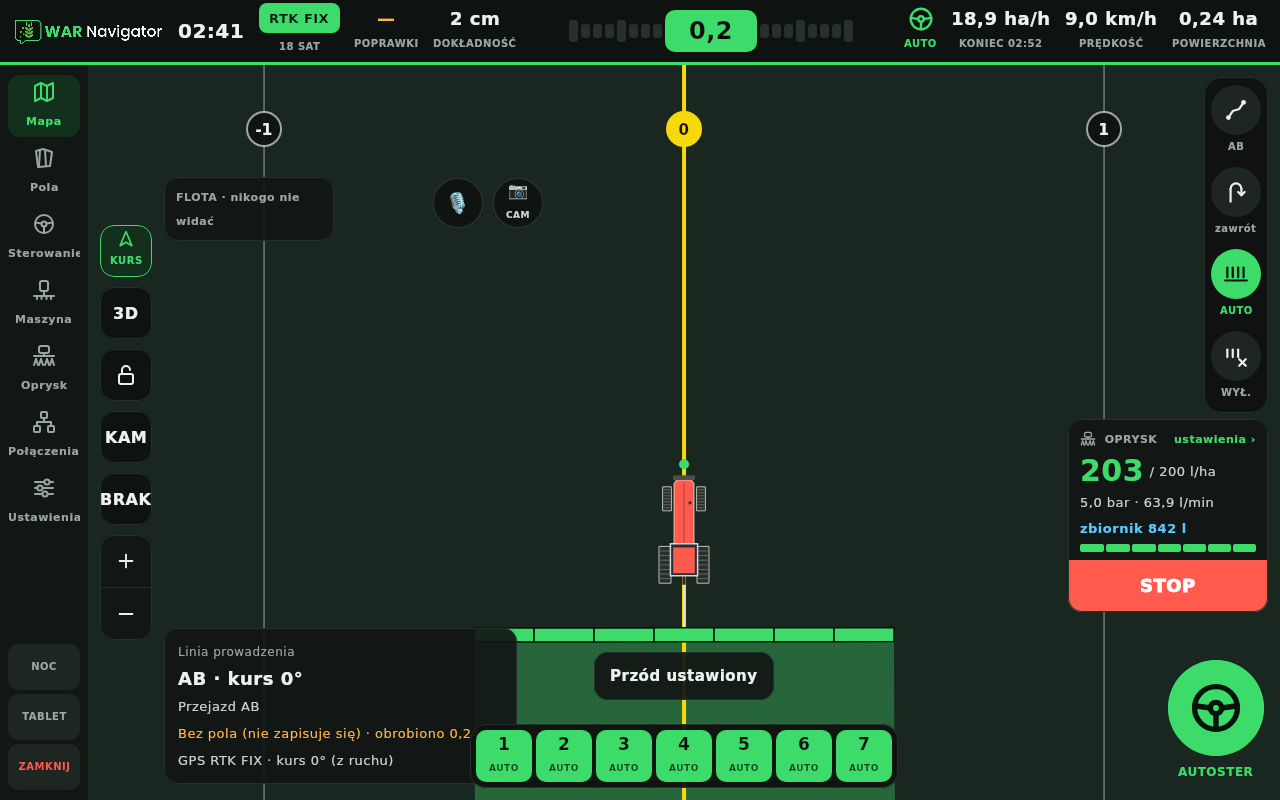 WAR Navigator
02:41
RTK FIX
18 SAT
—
POPRAWKI
2 cm
DOKŁADNOŚĆ
0,2
AUTO
18,9 ha/h
KONIEC 02:52
9,0 km/h
PRĘDKOŚĆ
0,24 ha
POWIERZCHNIA
Mapa
Pola
Sterowanie
Maszyna
Oprysk
Połączenia
Ustawienia
NOC
TABLET
ZAMKNIJ
KURS
3D
KAM
BRAK
+
−
-1
0
1
FLOTA · nikogo nie
widać
CAM
AB
zawrót
AUTO
WYŁ.
OPRYSK
ustawienia ›
203 / 200 l/ha
5,0 bar · 63,9 l/min
zbiornik 842 l
STOP
Linia prowadzenia
AB · kurs 0°
Przejazd AB
Bez pola (nie zapisuje się) · obrobiono 0,2
GPS RTK FIX · kurs 0° (z ruchu)
Przód ustawiony
1 2 3 4 5 6 7
AUTO AUTO AUTO AUTO AUTO AUTO AUTO
AUTOSTER